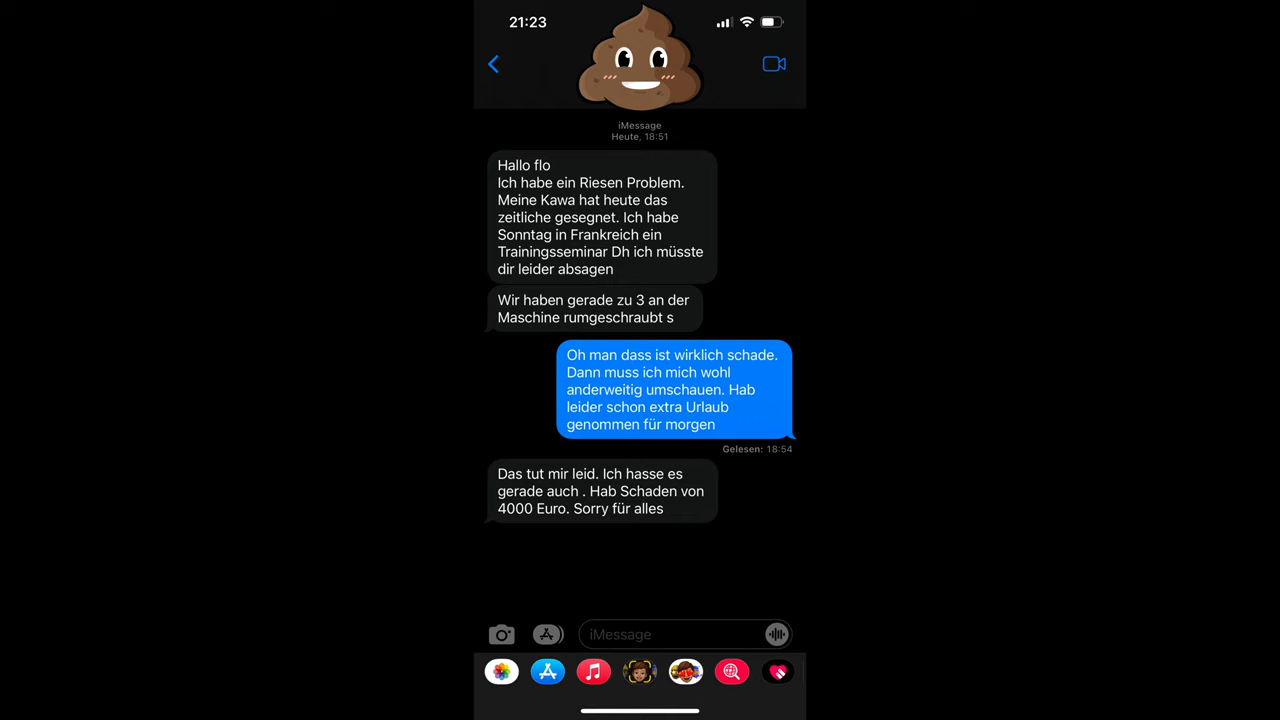 21:23
iMessage
Heute, 18:51
Hallo flo
Ich habe ein Riesen Problem.
Meine Kawa hat heute das
zeitliche gesegnet. Ich habe
Sonntag in Frankreich ein
Trainingsseminar Dh ich müsste
dir leider absagen
Wir haben gerade zu 3 an der
Maschine rumgeschraubt s
Oh man dass ist wirklich schade.
Dann muss ich mich wohl
anderweitig umschauen. Hab
leider schon extra Urlaub
genommen für morgen
Gelesen: 18:54
Das tut mir leid. Ich hasse es
gerade auch . Hab Schaden von
4000 Euro. Sorry für alles
iMessage